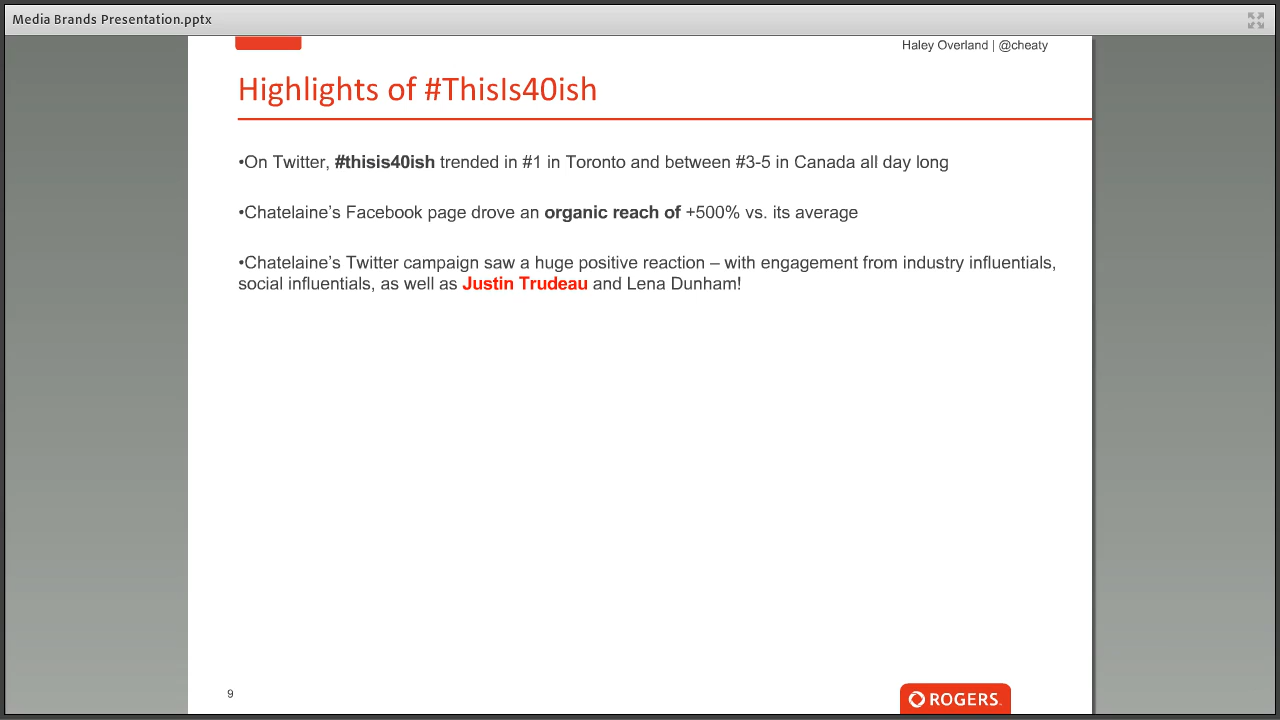 Media Brands Presentation.pptx
Haley Overland | @cheaty
Highlights of #ThisIs40ish
•On Twitter, #thisis40ish trended in #1 in Toronto and between #3-5 in Canada all day long
•Chatelaine’s Facebook page drove an organic reach of +500% vs. its average
•Chatelaine’s Twitter campaign saw a huge positive reaction – with engagement from industry influentials,
social influentials, as well as Justin Trudeau and Lena Dunham!
9
ROGERS